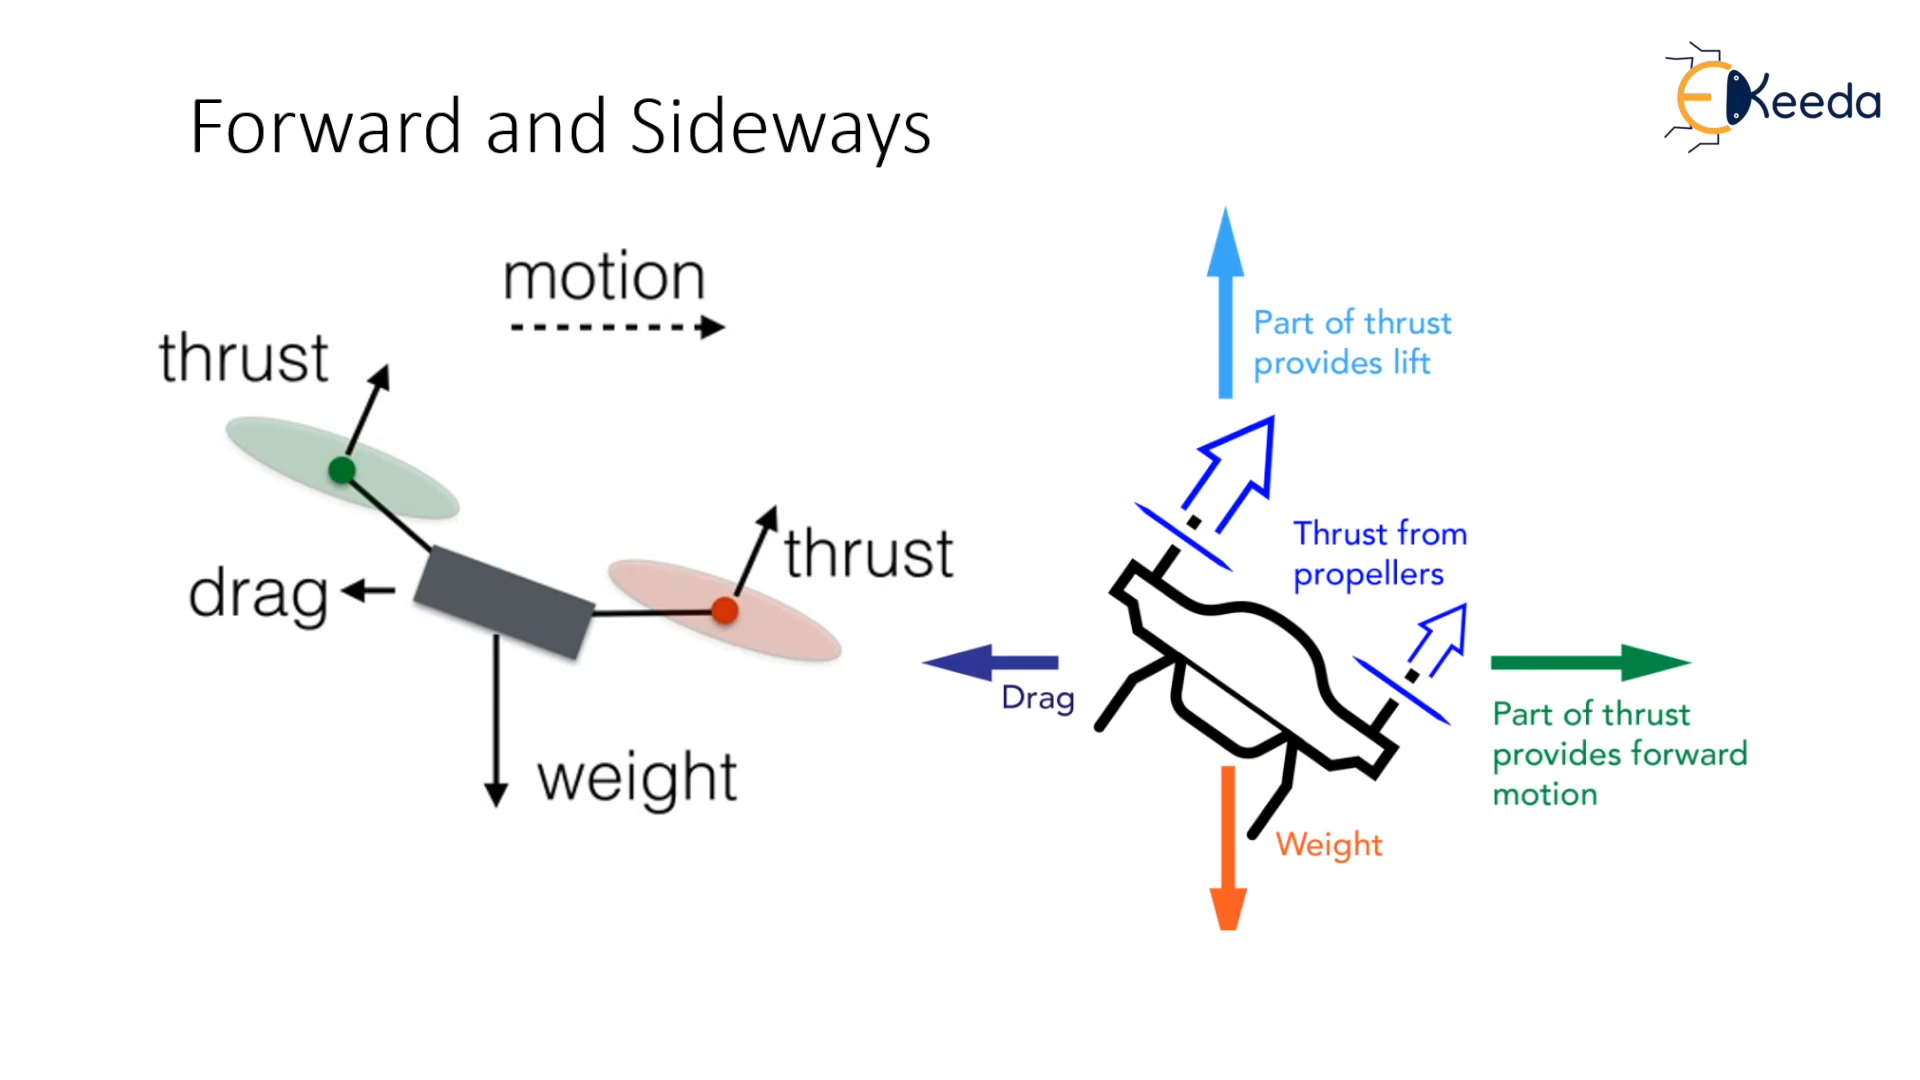 Forward and Sideways
EKeeda
motion
thrust
thrust
drag
weight
Part of thrust
provides lift
Thrust from
propellers
Drag
Part of thrust
provides forward
motion
Weight